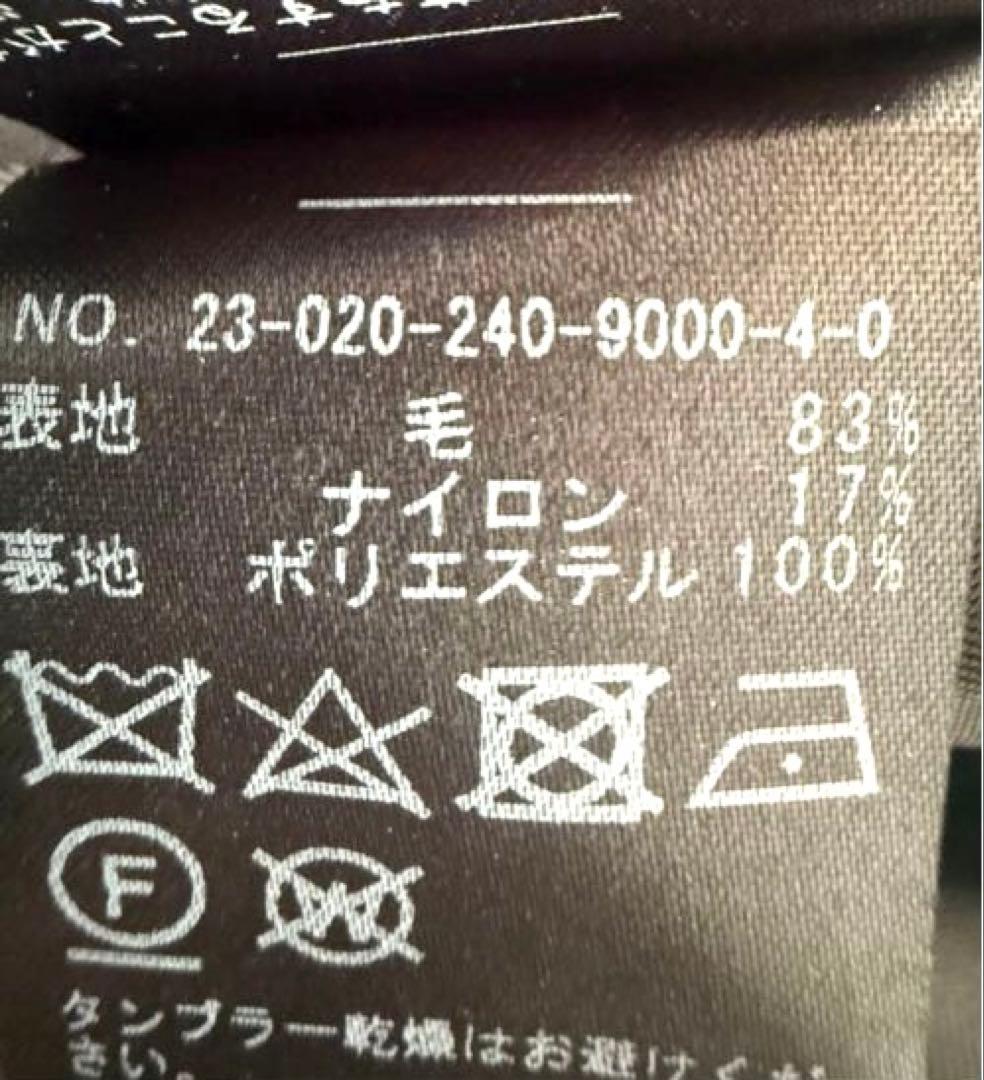 NO. 23-020-240-9000-4-0
表地 毛 83%
ナイロン 17%
裏地 ポリエステル 100%
F W
タンブラー乾燥はお避けくだ
さい。